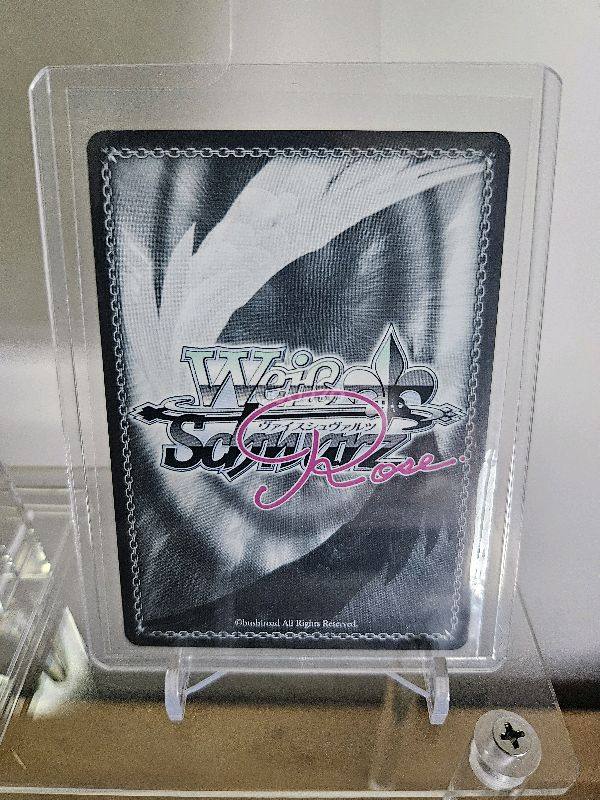 Weiß
ヴァイスシュヴァルツ
Schwarz
Rose.
©bushiroad All Rights Reserved.